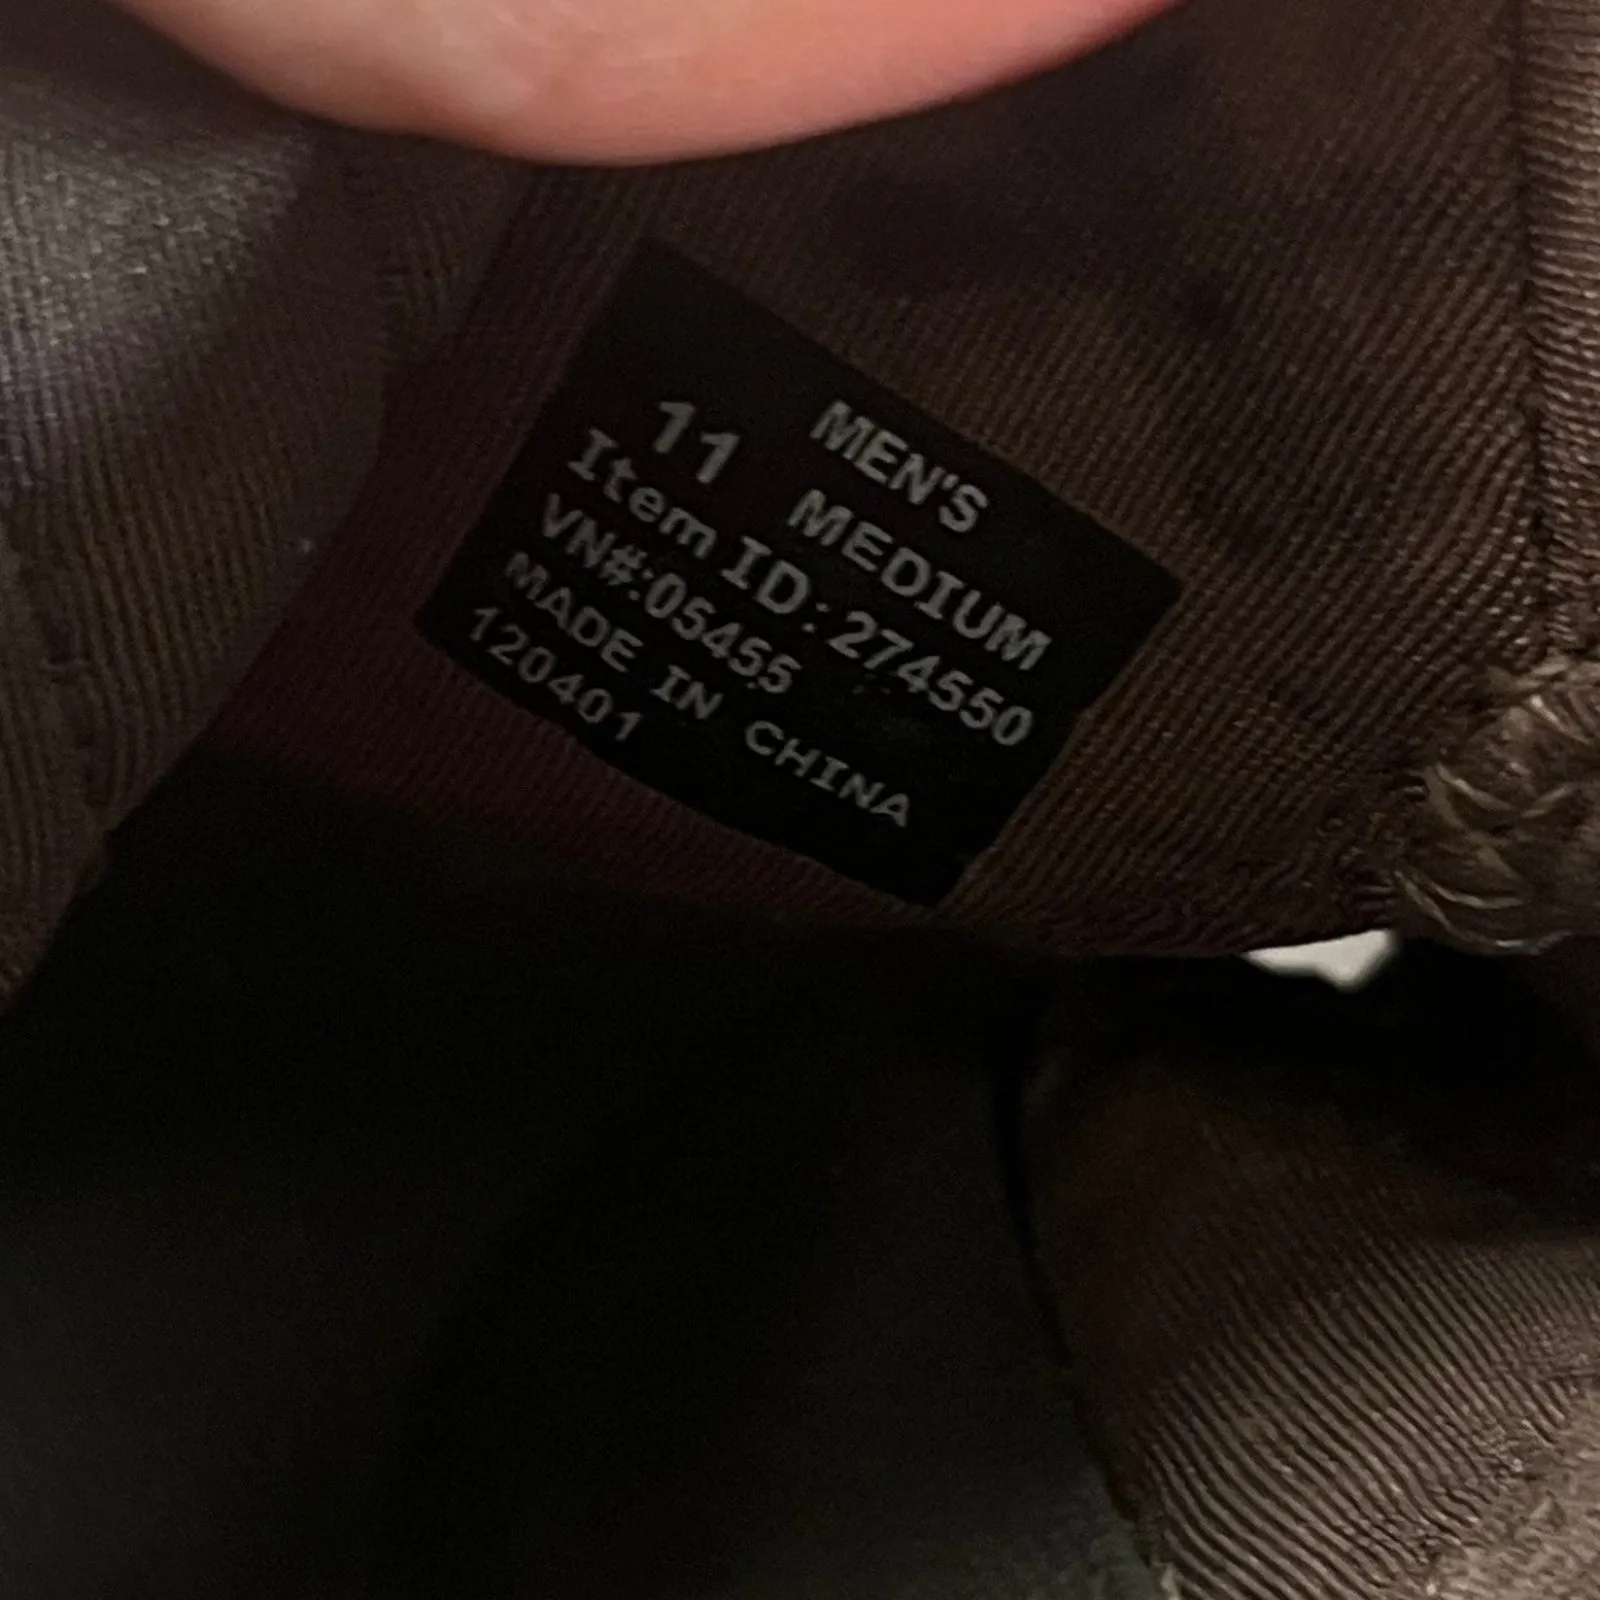 MEN'S
11 MEDIUM
Item ID: 274550
VN#:05455
MADE IN CHINA
120401